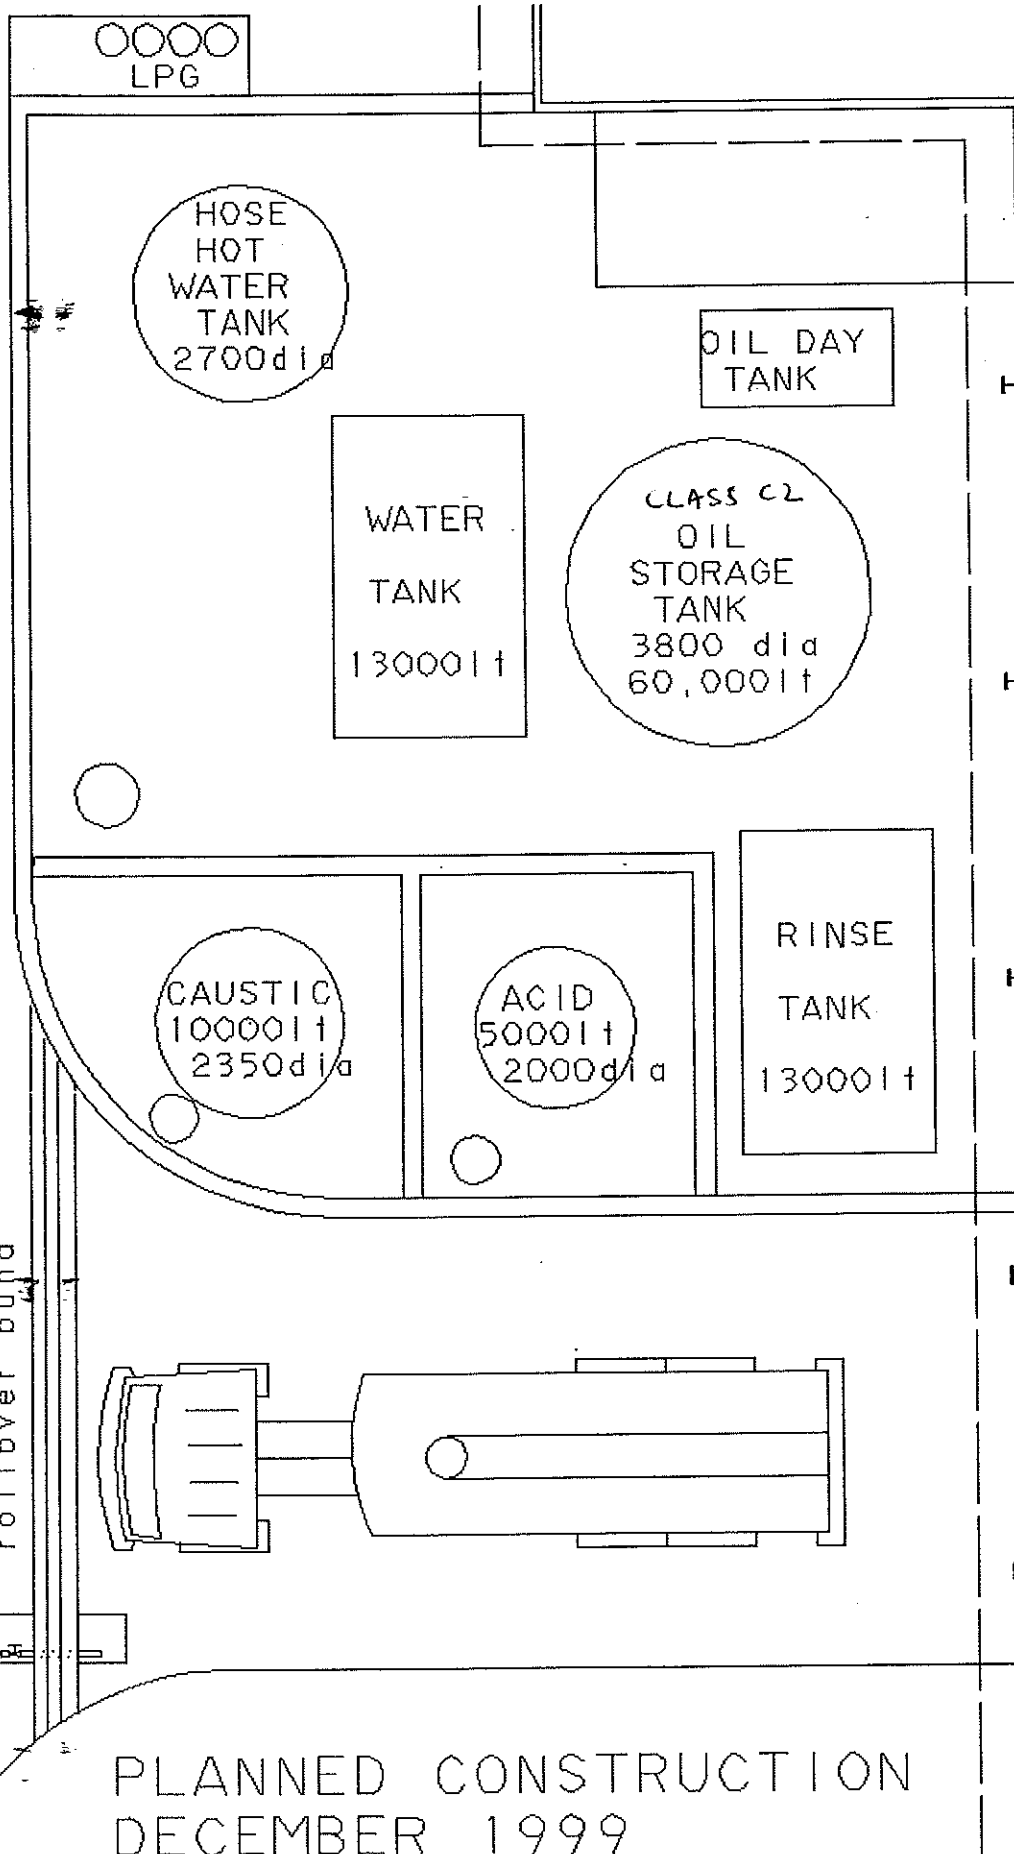 LPG
HOSE
HOT
WATER
TANK
2700dia
OIL DAY
TANK
WATER
TANK
13000lt
CLASS C2
OIL
STORAGE
TANK
3800 dia
60,000lt
CAUSTIC
10000lt
2350dia
ACID
5000lt
2000dia
RINSE
TANK
13000lt
rollover bund
PLANNED CONSTRUCTION
DECEMBER 1999